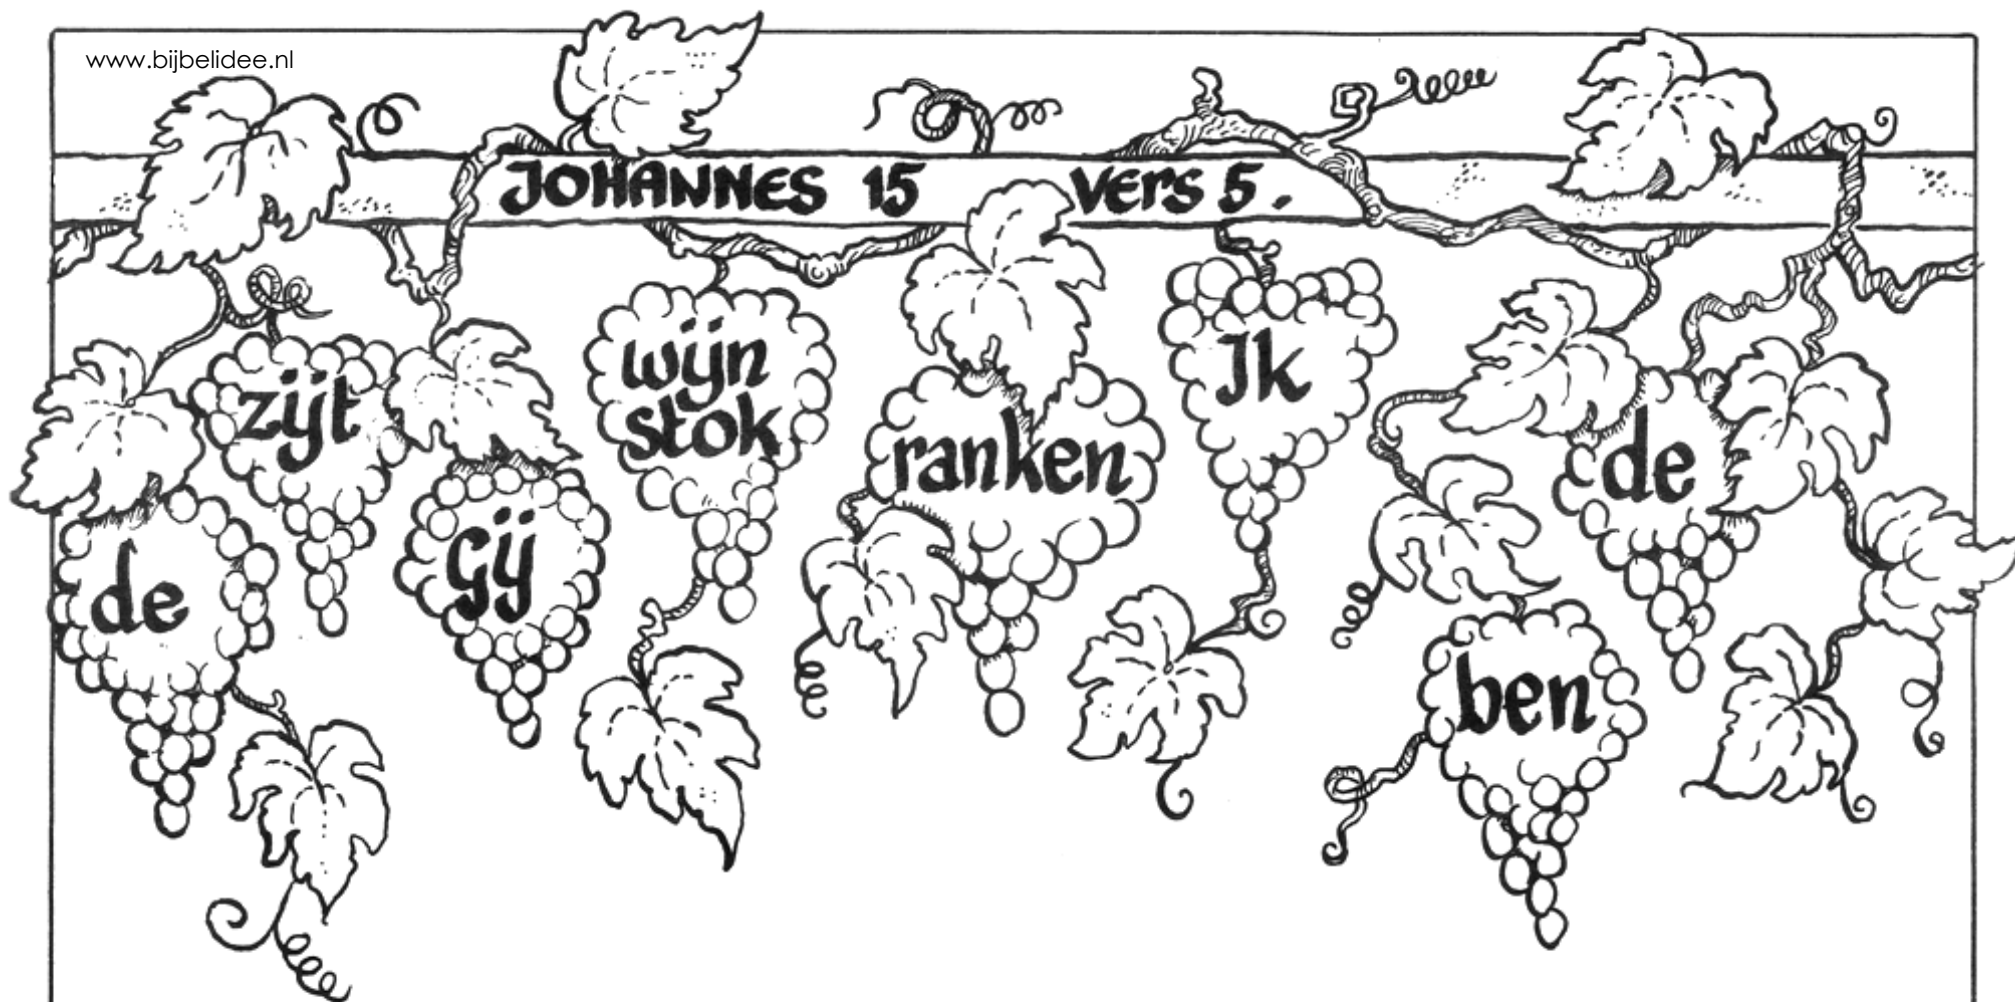 www.bijbelidee.nl
JOHANNES 15 VERS 5.
zijt
wijn
stok
Ik
ranken
de
de
Gij
ben